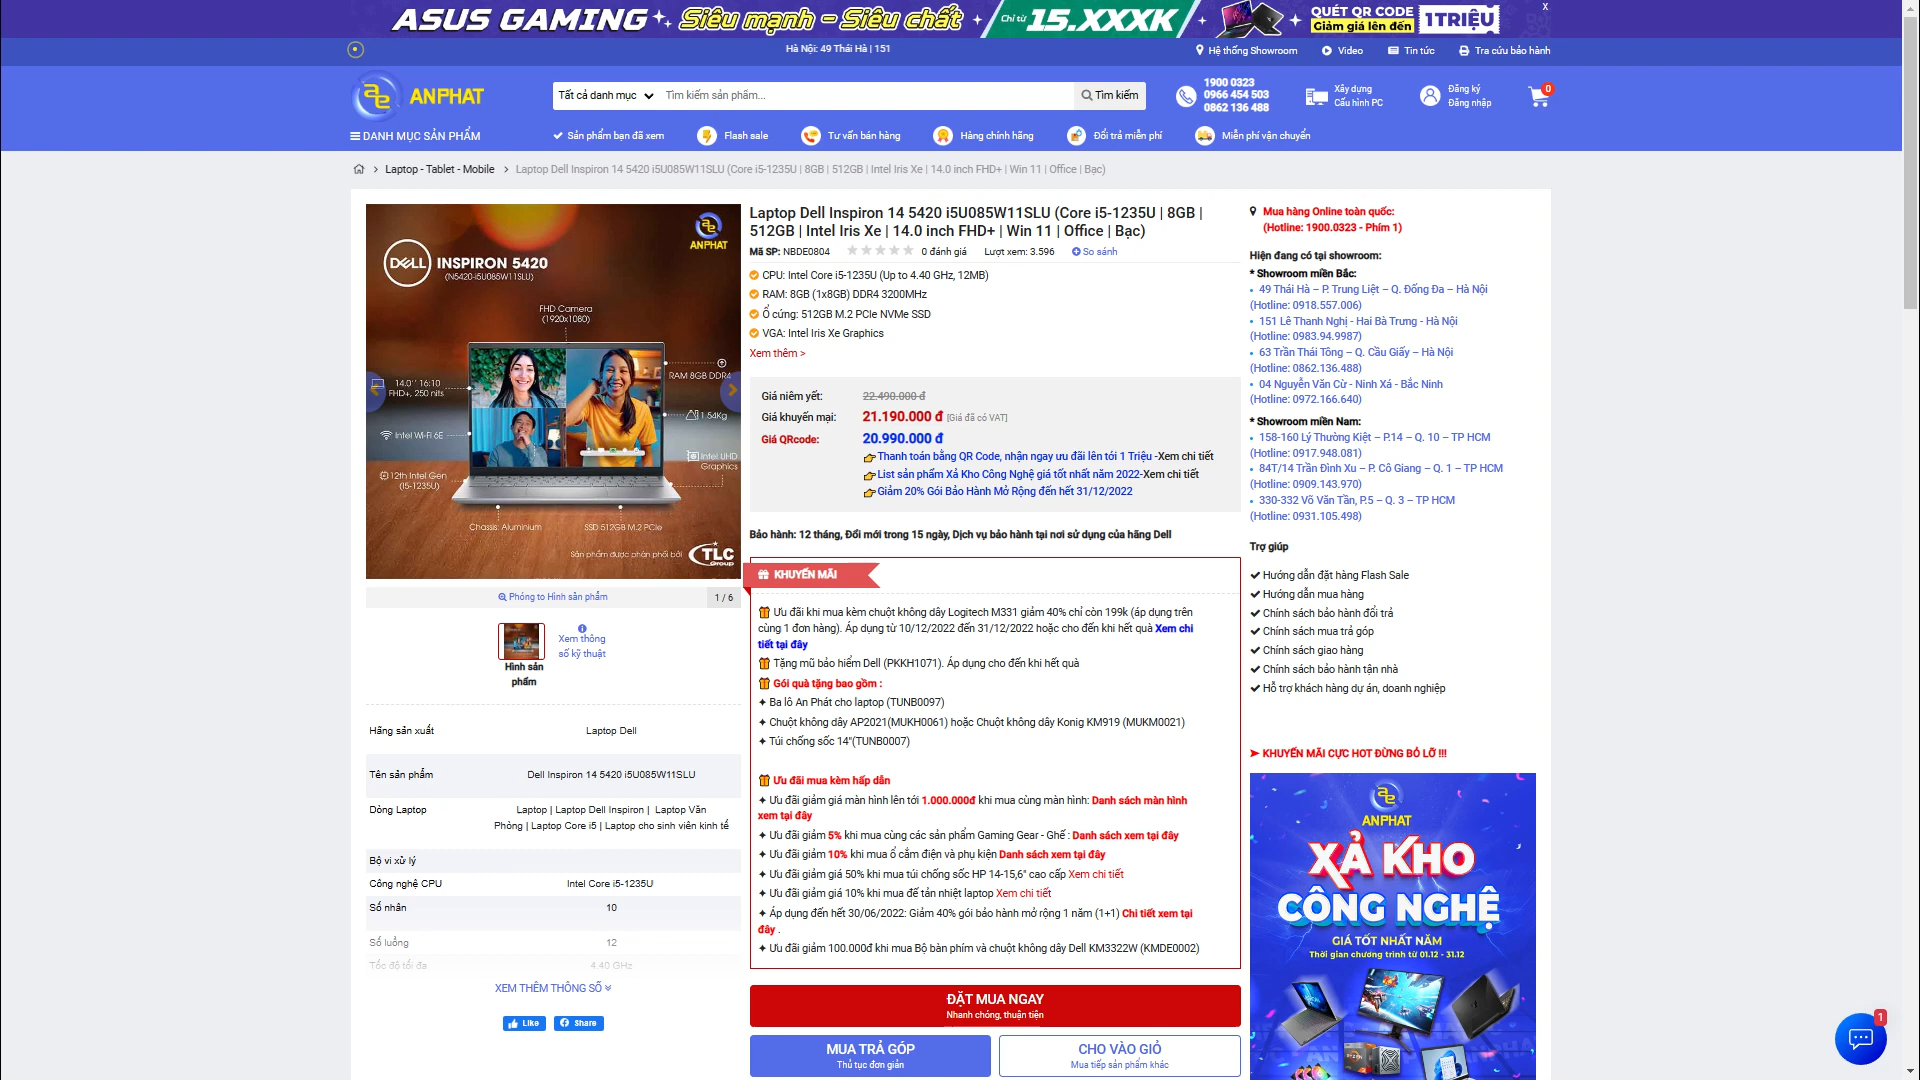 ASUS GAMING Siêu mạnh – Siêu chất Chỉ từ 15.XXXK QUÉT QR CODE Giảm giá lên đến 1TRIỆU X
Hà Nội: 49 Thái Hà | 151
Hệ thống Showroom Video Tin tức Tra cứu bảo hành
ANPHAT
Tất cả danh mục Tìm kiếm sản phẩm... Tìm kiếm
1900 0323
0966 454 503
0862 136 488
Xây dựng
Cấu hình PC
Đăng ký
Đăng nhập
0
DANH MỤC SẢN PHẨM Sản phẩm bạn đã xem Flash sale Tư vấn bán hàng Hàng chính hãng Đổi trả miễn phí Miễn phí vận chuyển
Laptop - Tablet - Mobile Laptop Dell Inspiron 14 5420 i5U085W11SLU (Core i5-1235U | 8GB | 512GB | Intel Iris Xe | 14.0 inch FHD+ | Win 11 | Office | Bạc)
ANPHAT
DELL INSPIRON 5420
(N5420-i5U085W11SLU)
FHD Camera
(1920x1080)
14.0'' 16:10
FHD+, 250 nits
RAM 8GB DDR4
1.54Kg
Intel Wi-Fi 6E
Intel UHD
Graphics
12th Intel Gen
(i5-1235U)
Chassis: Aluminium
SSD 512GB M.2 PCIe
Sản phẩm được phân phối bởi TLC Group
Phóng to Hình sản phẩm 1 / 6
Hình sản
phẩm
Xem thông
số kỹ thuật
Hãng sản xuất Laptop Dell
Tên sản phẩm Dell Inspiron 14 5420 i5U085W11SLU
Dòng Laptop Laptop | Laptop Dell Inspiron | Laptop Văn
Phòng | Laptop Core i5 | Laptop cho sinh viên kinh tế
Bộ vi xử lý
Công nghệ CPU Intel Core i5-1235U
Số nhân 10
Số luồng 12
Tốc độ tối đa 4.40 GHz
XEM THÊM THÔNG SỐ
Like Share
Laptop Dell Inspiron 14 5420 i5U085W11SLU (Core i5-1235U | 8GB |
512GB | Intel Iris Xe | 14.0 inch FHD+ | Win 11 | Office | Bạc)
Mã SP: NBDE0804 0 đánh giá Lượt xem: 3.596 So sánh
CPU: Intel Core i5-1235U (Up to 4.40 GHz, 12MB)
RAM: 8GB (1x8GB) DDR4 3200MHz
Ổ cứng: 512GB M.2 PCIe NVMe SSD
VGA: Intel Iris Xe Graphics
Xem thêm >
Giá niêm yết: 22.490.000 đ
Giá khuyến mại: 21.190.000 đ [Giá đã có VAT]
Giá QRcode: 20.990.000 đ
Thanh toán bằng QR Code, nhận ngay ưu đãi lên tới 1 Triệu -Xem chi tiết
List sản phẩm Xả Kho Công Nghệ giá tốt nhất năm 2022-Xem chi tiết
Giảm 20% Gói Bảo Hành Mở Rộng đến hết 31/12/2022
Bảo hành: 12 tháng, Đổi mới trong 15 ngày, Dịch vụ bảo hành tại nơi sử dụng của hãng Dell
KHUYẾN MÃI
Ưu đãi khi mua kèm chuột không dây Logitech M331 giảm 40% chỉ còn 199k (áp dụng trên
cùng 1 đơn hàng). Áp dụng từ 10/12/2022 đến 31/12/2022 hoặc cho đến khi hết quà Xem chi
tiết tại đây
Tặng mũ bảo hiểm Dell (PKKH1071). Áp dụng cho đến khi hết quà
Gói quà tặng bao gồm :
✦ Ba lô An Phát cho laptop (TUNB0097)
✦ Chuột không dây AP2021(MUKH0061) hoặc Chuột không dây Konig KM919 (MUKM0021)
✦ Túi chống sốc 14"(TUNB0007)
Ưu đãi mua kèm hấp dẫn
✦ Ưu đãi giảm giá màn hình lên tới 1.000.000đ khi mua cùng màn hình: Danh sách màn hình
xem tại đây
✦ Ưu đãi giảm 5% khi mua cùng các sản phẩm Gaming Gear - Ghế : Danh sách xem tại đây
✦ Ưu đãi giảm 10% khi mua ổ cắm điện và phụ kiện Danh sách xem tại đây
✦ Ưu đãi giảm giá 50% khi mua túi chống sốc HP 14-15,6" cao cấp Xem chi tiết
✦ Ưu đãi giảm giá 10% khi mua đế tản nhiệt laptop Xem chi tiết
✦ Áp dụng đến hết 30/06/2022: Giảm 40% gói bảo hành mở rộng 1 năm (1+1) Chi tiết xem tại
đây .
✦ Ưu đãi giảm 100.000đ khi mua Bộ bàn phím và chuột không dây Dell KM3322W (KMDE0002)
ĐẶT MUA NGAY
Nhanh chóng, thuận tiện
MUA TRẢ GÓP
Thủ tục đơn giản
CHO VÀO GIỎ
Mua tiếp sản phẩm khác
Mua hàng Online toàn quốc:
(Hotline: 1900.0323 - Phím 1)
Hiện đang có tại showroom:
* Showroom miền Bắc:
49 Thái Hà – P. Trung Liệt – Q. Đống Đa – Hà Nội
(Hotline: 0918.557.006)
151 Lê Thanh Nghị - Hai Bà Trưng - Hà Nội
(Hotline: 0983.94.9987)
63 Trần Thái Tông – Q. Cầu Giấy – Hà Nội
(Hotline: 0862.136.488)
04 Nguyễn Văn Cừ - Ninh Xá - Bắc Ninh
(Hotline: 0972.166.640)
* Showroom miền Nam:
158-160 Lý Thường Kiệt – P.14 – Q. 10 – TP HCM
(Hotline: 0917.948.081)
84T/14 Trần Đình Xu – P. Cô Giang – Q. 1 – TP HCM
(Hotline: 0909.143.970)
330-332 Võ Văn Tần, P.5 – Q. 3 – TP HCM
(Hotline: 0931.105.498)
Trợ giúp
Hướng dẫn đặt hàng Flash Sale
Hướng dẫn mua hàng
Chính sách bảo hành đổi trả
Chính sách mua trả góp
Chính sách giao hàng
Chính sách bảo hành tận nhà
Hỗ trợ khách hàng dự án, doanh nghiệp
➤ KHUYẾN MÃI CỰC HOT ĐỪNG BỎ LỠ !!!
ANPHAT
XẢ KHO
CÔNG NGHỆ
GIÁ TỐT NHẤT NĂM
Thời gian chương trình từ 01.12 - 31.12
RYZEN
1